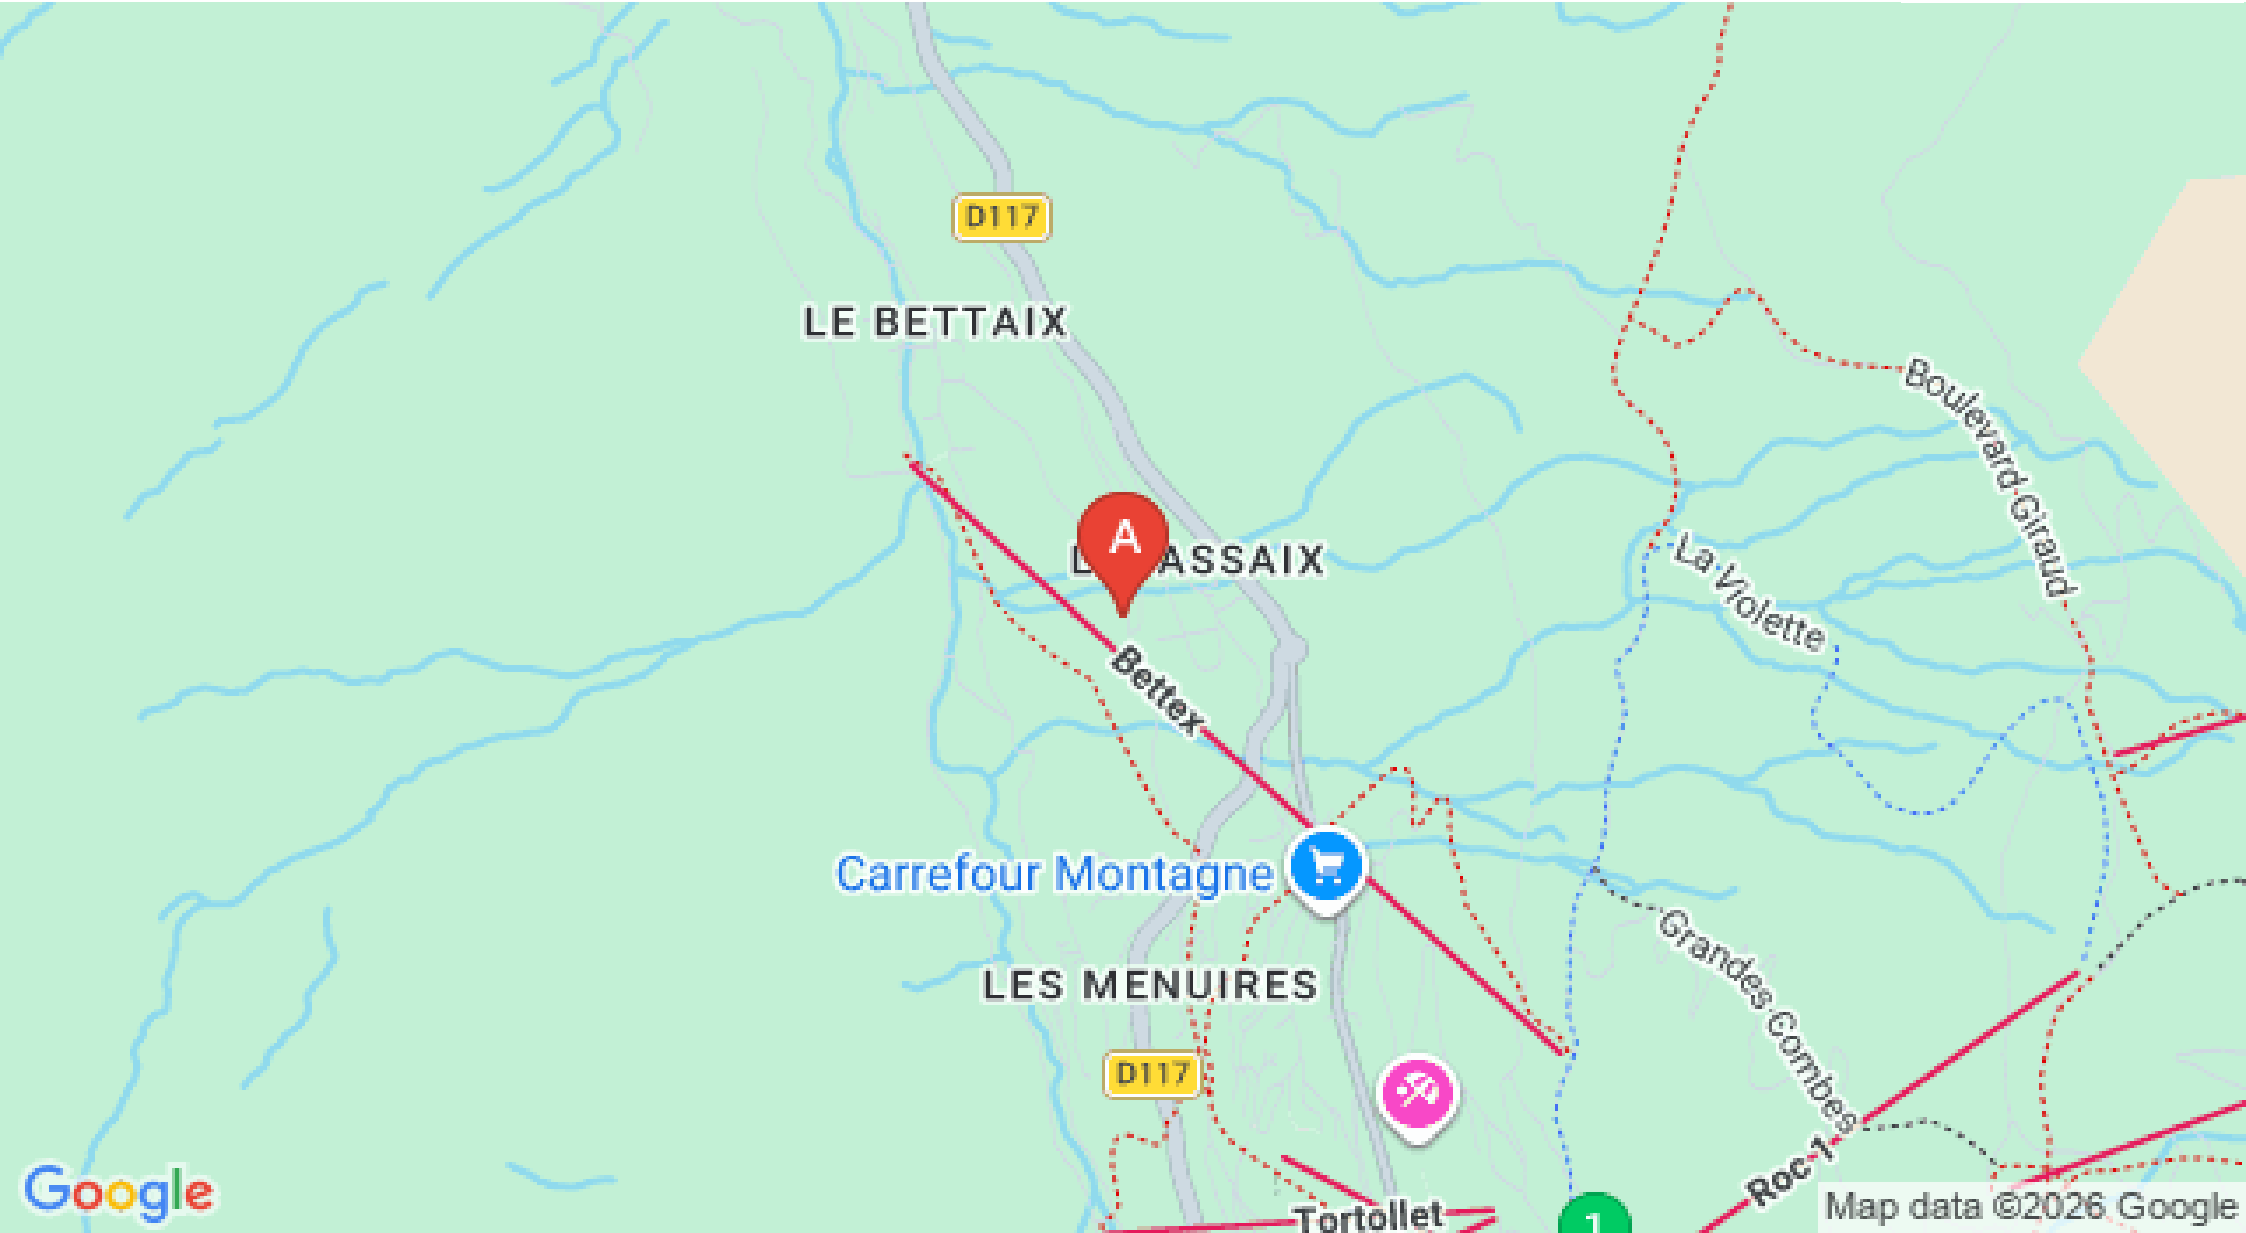 D117
LE BETTAIX
Boulevard Giraud
A
ASSAIX
La Violette
Bettex
Carrefour Montagne
Grandes Combes
LES MENUIRES
D117
Roc 1
Tortollet
1
Google
Map data ©2026 Google